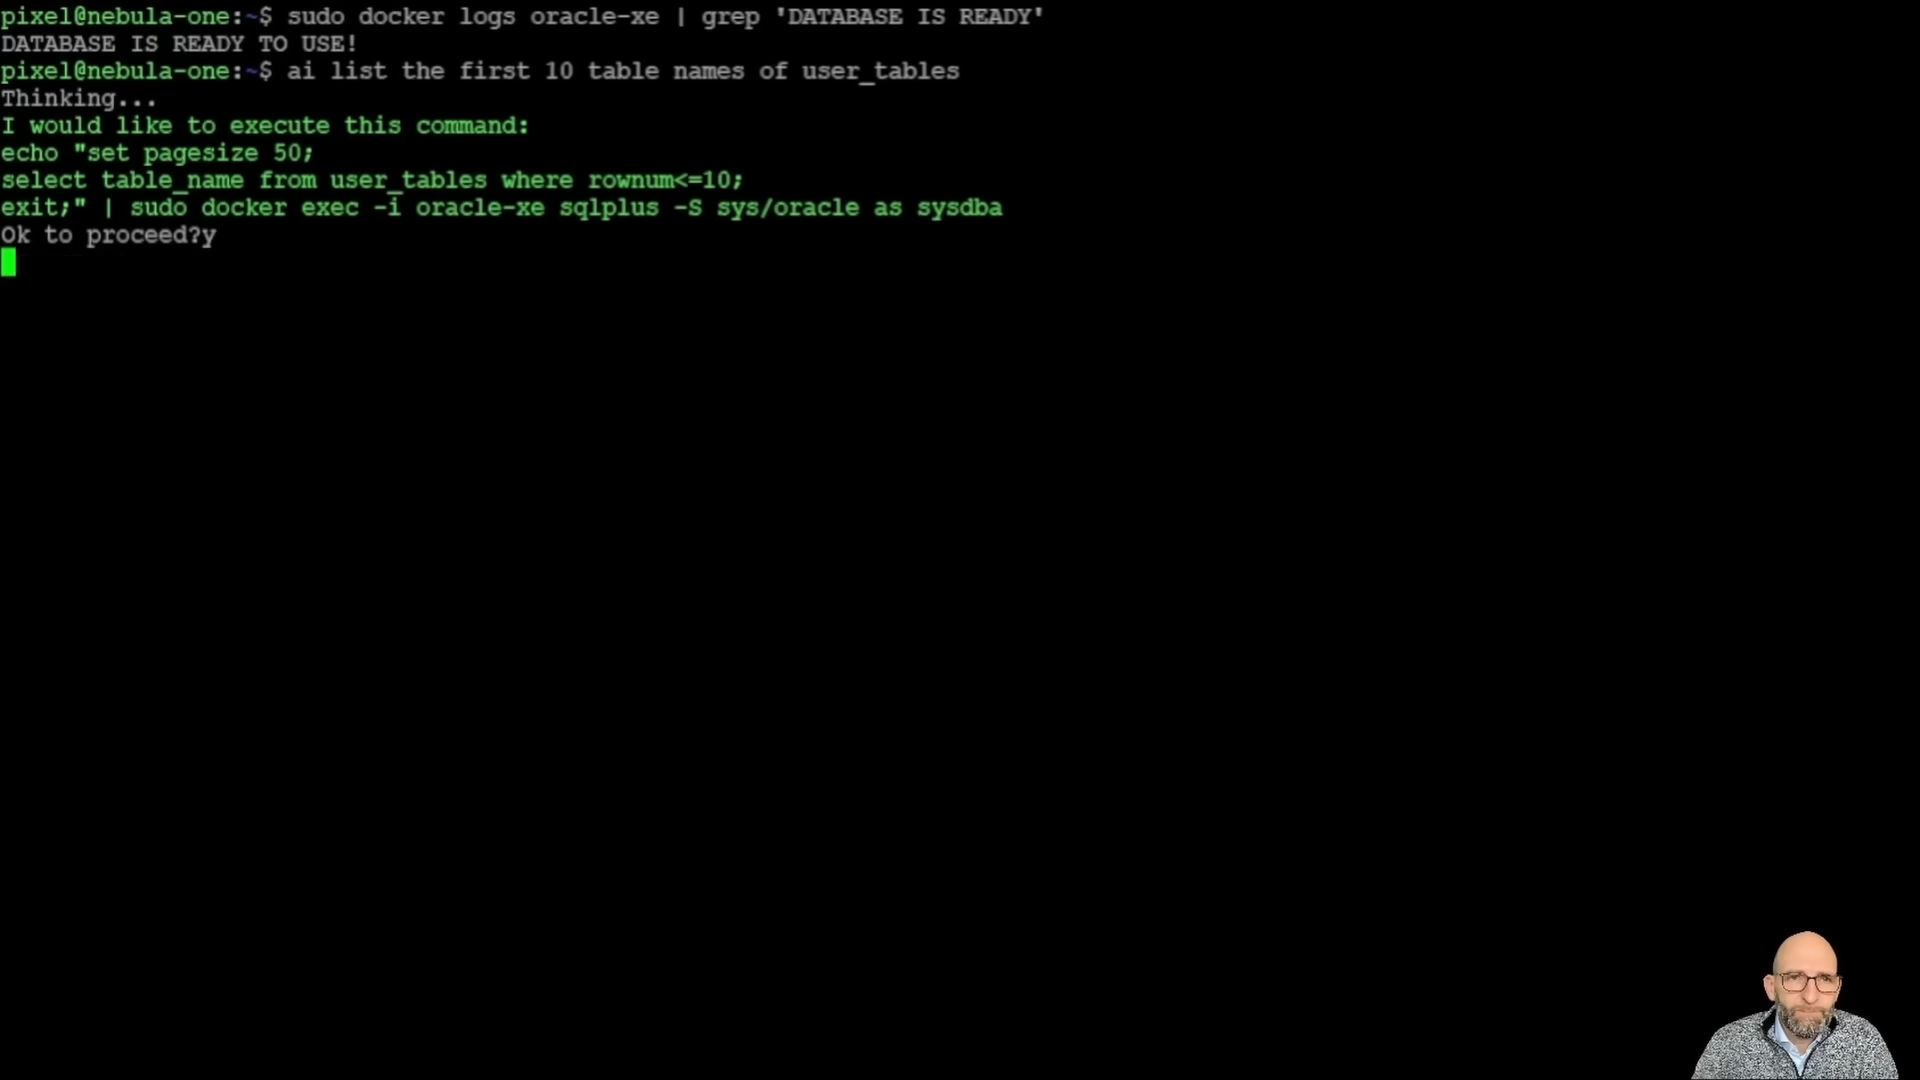 pixel@nebula-one:~$ sudo docker logs oracle-xe | grep 'DATABASE IS READY'
DATABASE IS READY TO USE!
pixel@nebula-one:~$ ai list the first 10 table names of user_tables
Thinking...
I would like to execute this command:
echo "set pagesize 50;
select table_name from user_tables where rownum<=10;
exit;" | sudo docker exec -i oracle-xe sqlplus -S sys/oracle as sysdba
Ok to proceed?y